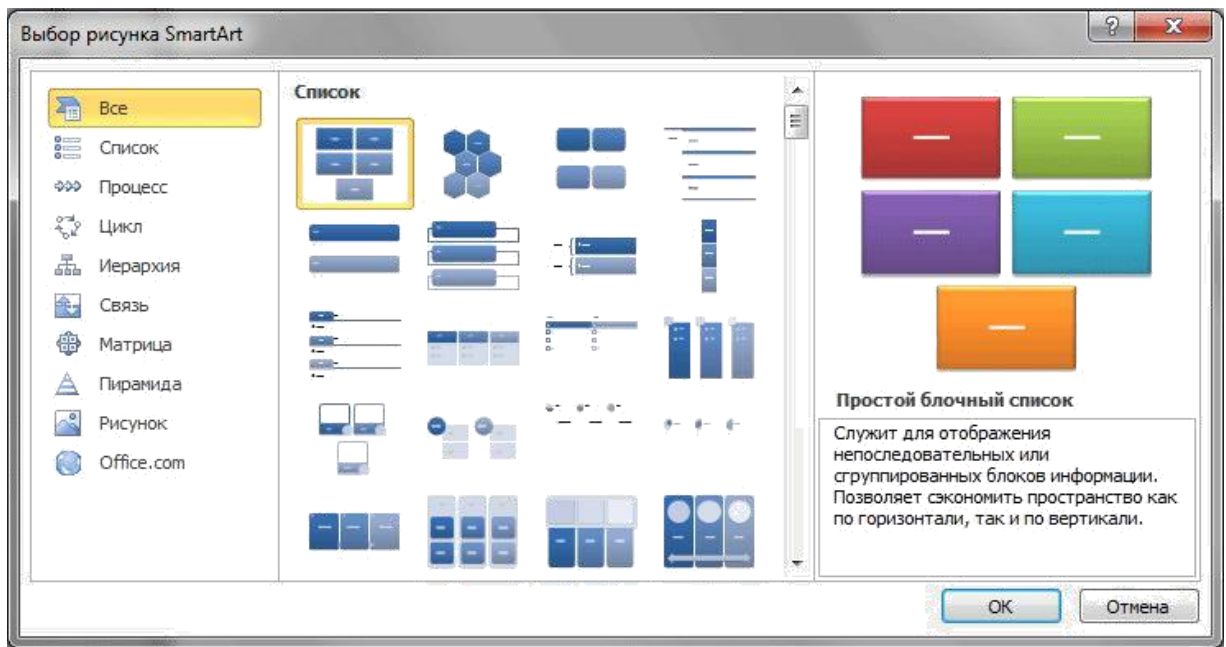 Выбор рисунка SmartArt
Все
Список
Процесс
Цикл
Иерархия
Связь
Матрица
Пирамида
Рисунок
Office.com
Список
Простой блочный список
Служит для отображения
непоследовательных или
сгруппированных блоков информации.
Позволяет сэкономить пространство как
по горизонтали, так и по вертикали.
ОК
Отмена